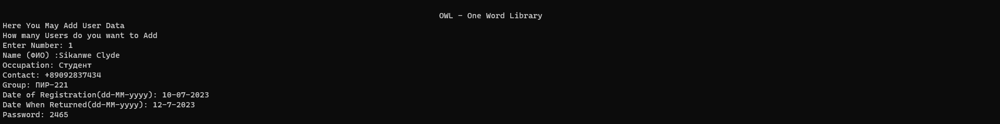 OWL - One Word Library
Here You May Add User Data
How many Users do you want to Add
Enter Number: 1
Name (ФИО) :Sikanwe Clyde
Occupation: Студент
Contact: +89092837434
Group: ПИР-221
Date of Registration(dd-MM-yyyy): 10-07-2023
Date When Returned(dd-MM-yyyy): 12-7-2023
Password: 2465